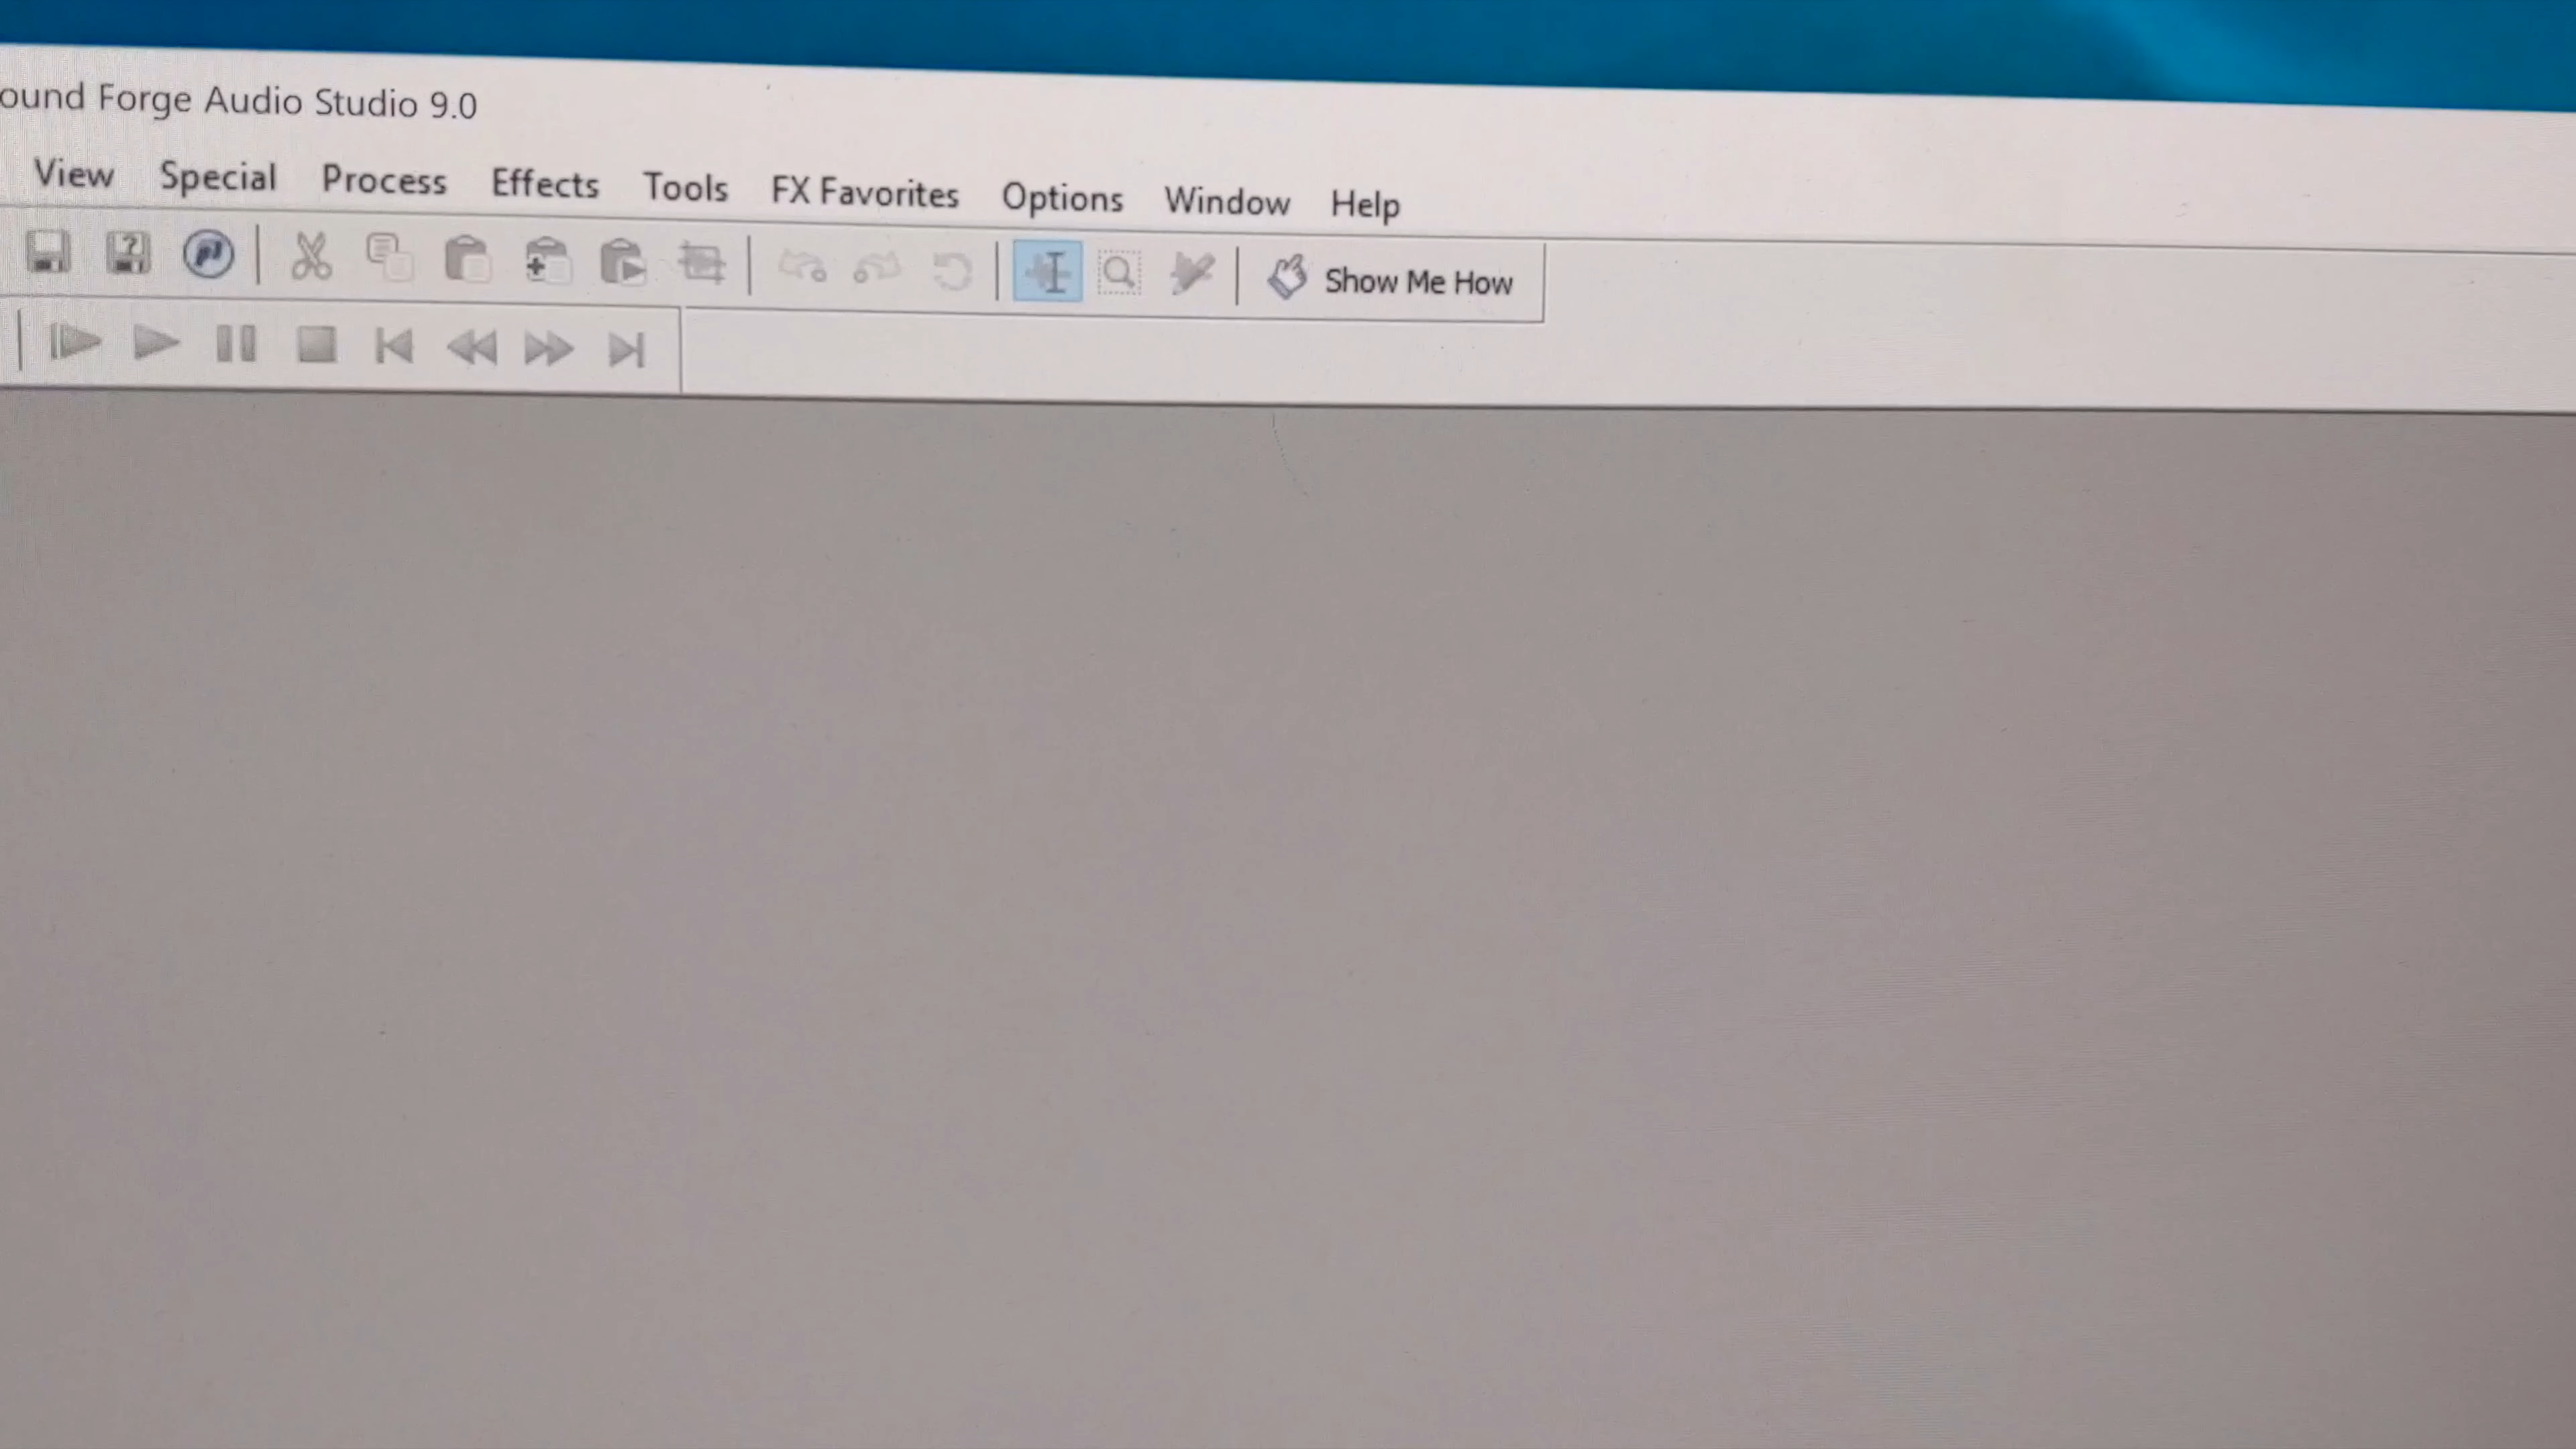 ound Forge Audio Studio 9.0
View Special Process Effects Tools FX Favorites Options Window Help
Show Me How